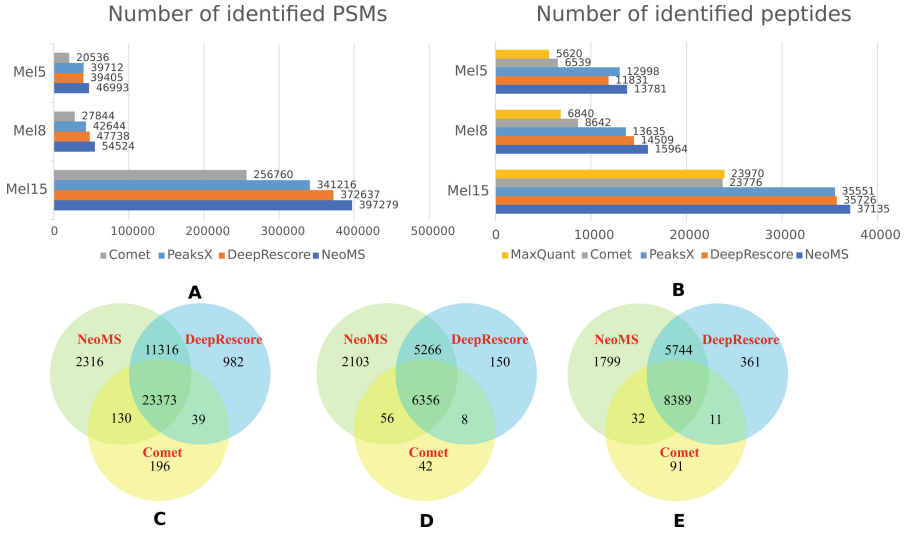 Number of identified PSMs
Mel5
20536
39712
39405
46993
Mel8
27844
42644
47738
54524
Mel15
256760
341216
372637
397279
0 100000 200000 300000 400000 500000
Comet PeaksX DeepRescore NeoMS
A
Number of identified peptides
Mel5
5620
6539
12998
11831
13781
Mel8
6840
8642
13635
14509
15964
Mel15
23970
23776
35551
35726
37135
0 10000 20000 30000 40000
MaxQuant Comet PeaksX DeepRescore NeoMS
B
NeoMS
2316
11316
DeepRescore
982
23373
130
39
Comet
196
C
NeoMS
2103
5266
DeepRescore
150
6356
56
8
Comet
42
D
NeoMS
1799
5744
DeepRescore
361
8389
32
11
Comet
91
E